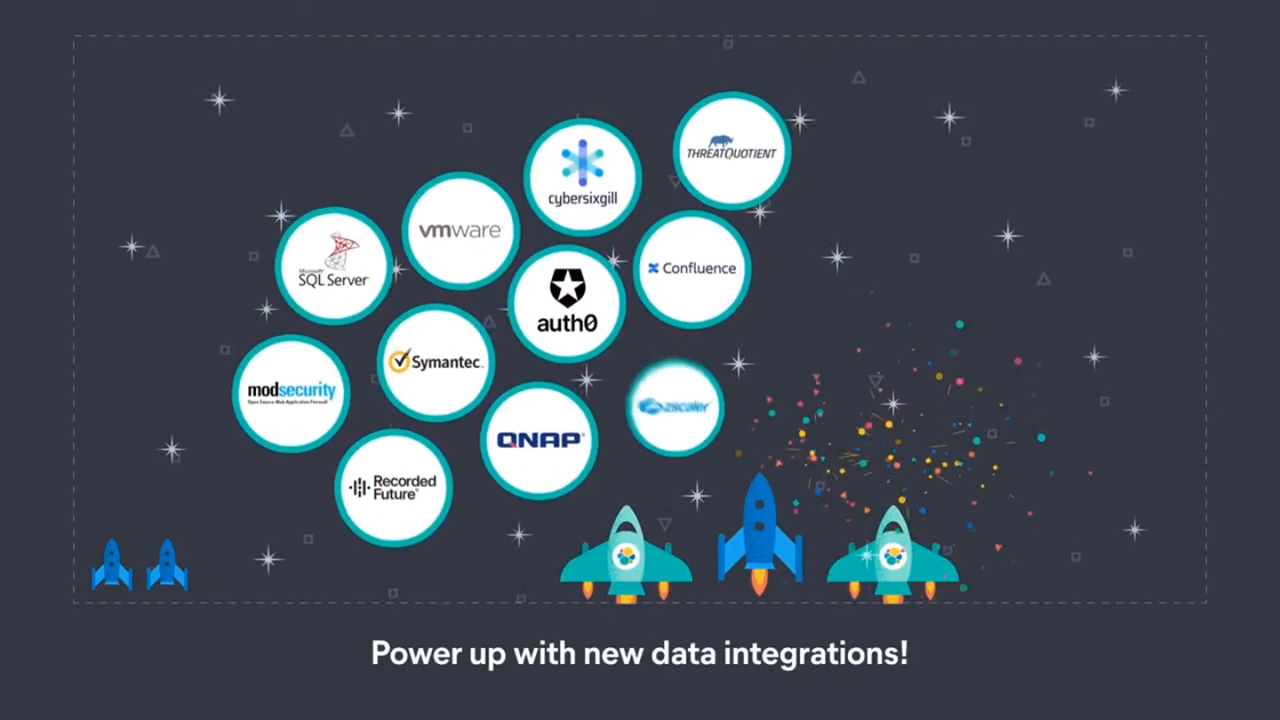 THREATQUOTIENT
cybersixgill
vmware
Microsoft®
SQL Server®
Confluence
auth0
Symantec.
modsecurity
Open Source Web Application Firewall
zscaler
QNAP®
Recorded
Future®
Power up with new data integrations!